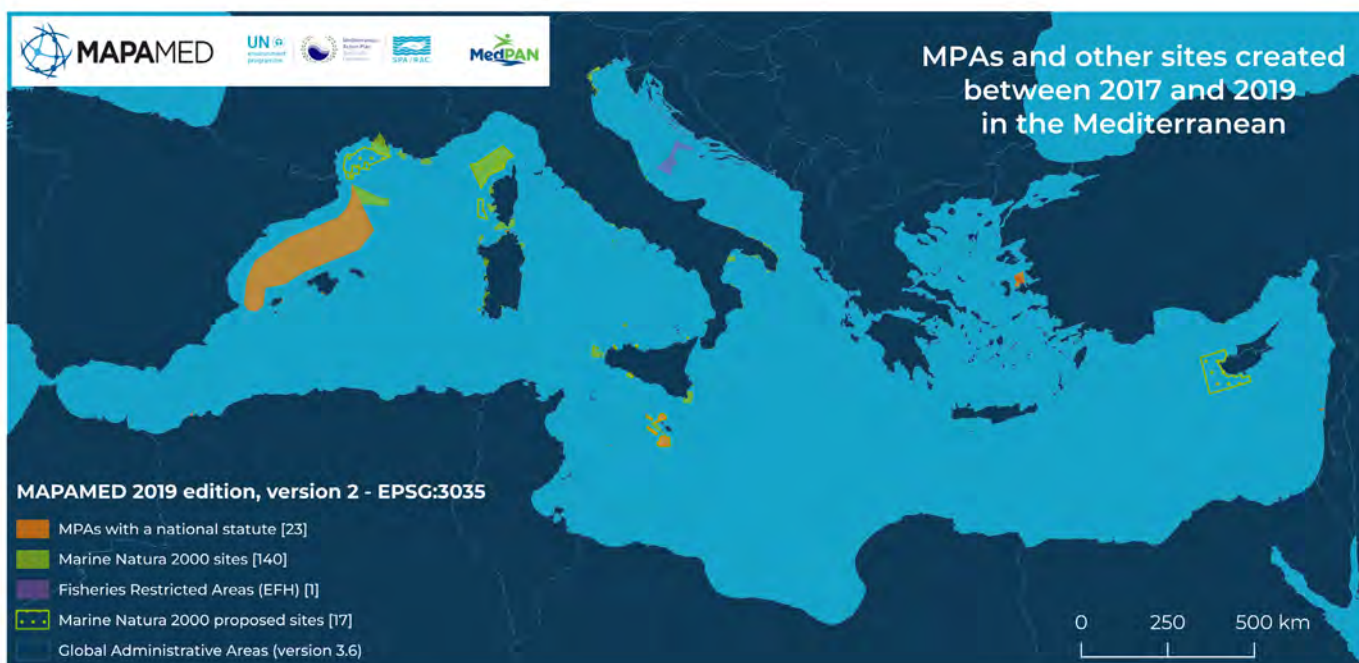 MAPAMED
UN
environment
programme
Mediterranean
Action Plan
SPA/RAC
MedPAN
MPAs and other sites created
between 2017 and 2019
in the Mediterranean
MAPAMED 2019 edition, version 2 - EPSG:3035
MPAs with a national statute [23]
Marine Natura 2000 sites [140]
Fisheries Restricted Areas (EFH) [1]
Marine Natura 2000 proposed sites [17]
Global Administrative Areas (version 3.6)
0 250 500 km